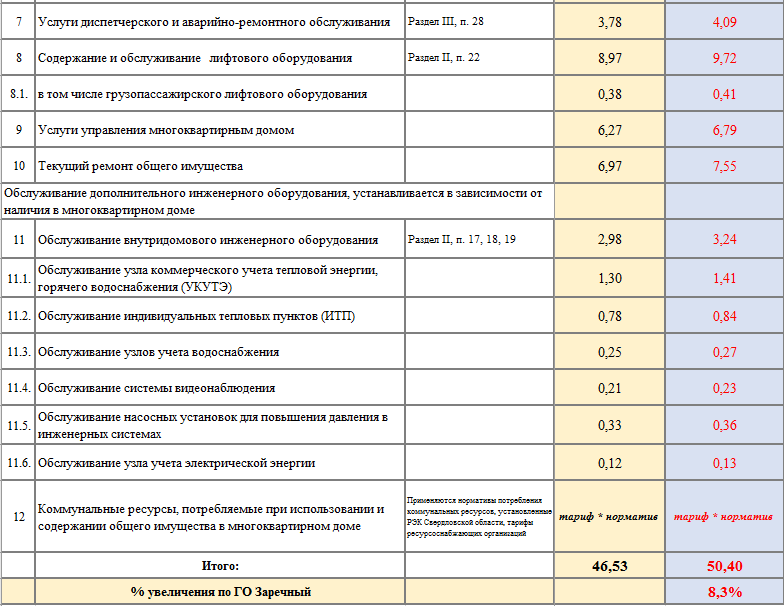 7 Услуги диспетчерского и аварийно-ремонтного обслуживания Раздел III, п. 28 3,78 4,09
8 Содержание и обслуживание лифтового оборудования Раздел II, п. 22 8,97 9,72
8.1. в том числе грузопассажирского лифтового оборудования 0,38 0,41
9 Услуги управления многоквартирным домом 6,27 6,79
10 Текущий ремонт общего имущества 6,97 7,55
Обслуживание дополнительного инженерного оборудования, устанавливается в зависимости от
наличия в многоквартирном доме
11 Обслуживание внутридомового инженерного оборудования Раздел II, п. 17, 18, 19 2,98 3,24
11.1. Обслуживание узла коммерческого учета тепловой энергии,
горячего водоснабжения (УКУТЭ) 1,30 1,41
11.2. Обслуживание индивидуальных тепловых пунктов (ИТП) 0,78 0,84
11.3. Обслуживание узлов учета водоснабжения 0,25 0,27
11.4. Обслуживание системы видеонаблюдения 0,21 0,23
11.5. Обслуживание насосных установок для повышения давления в
инженерных системах 0,33 0,36
11.6. Обслуживание узла учета электрической энергии 0,12 0,13
12 Коммунальные ресурсы, потребляемые при использовании и
содержании общего имущества в многоквартирном доме
Применяются нормативы потребления
коммунальных ресурсов, установленные
РЭК Свердловской области, тарифы
ресурсоснабжающих организаций
тариф * норматив тариф * норматив
Итого: 46,53 50,40
% увеличения по ГО Заречный 8,3%